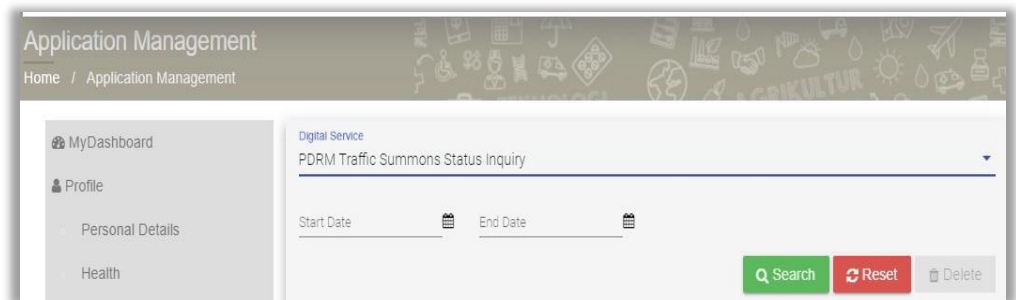 Application Management
Home / Application Management
AGRIKULTUR
MyDashboard
Profile
Personal Details
Health
Digital Service
PDRM Traffic Summons Status Inquiry
Start Date
End Date
Search
Reset
Delete